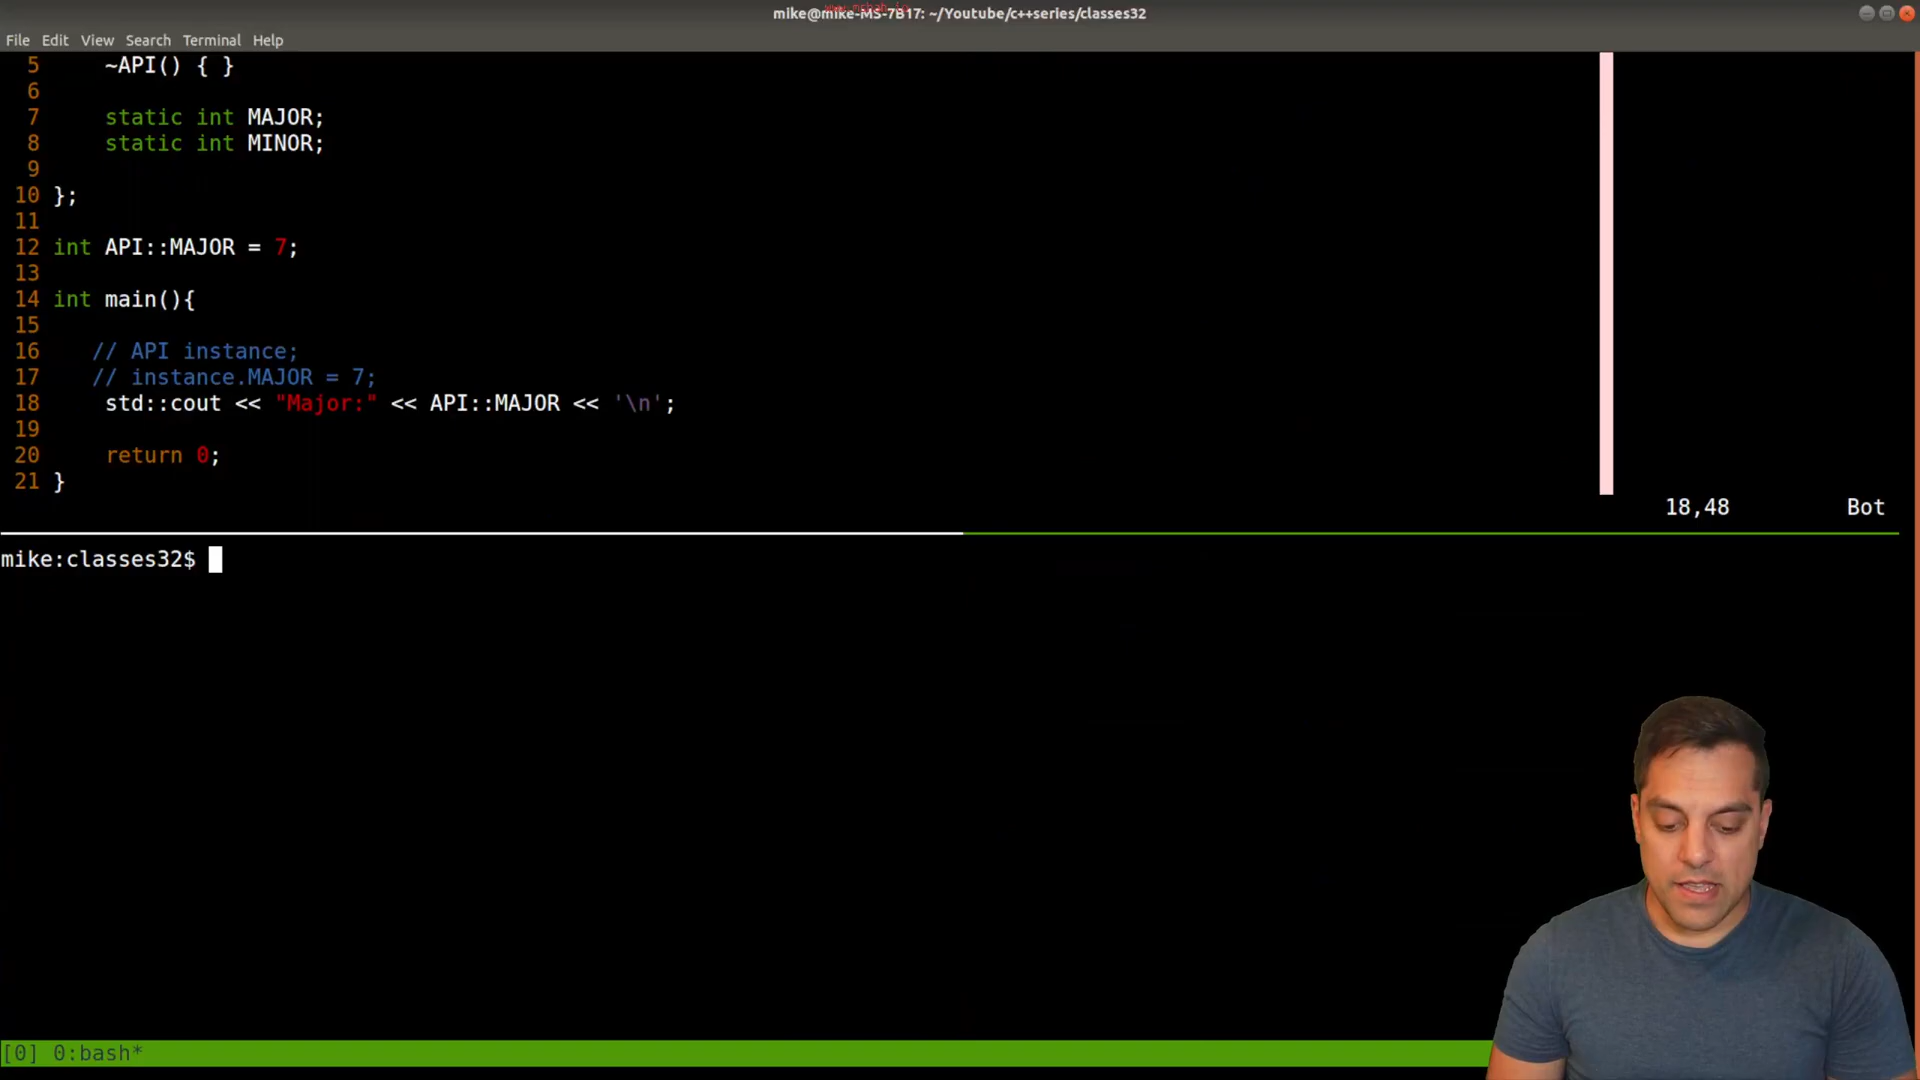 mike@mike-MS-7B17: ~/Youtube/c++series/classes32
File Edit View Search Terminal Help
5 ~API() { }
6
7 static int MAJOR;
8 static int MINOR;
9
10 };
11
12 int API::MAJOR = 7;
13
14 int main(){
15
16 // API instance;
17 // instance.MAJOR = 7;
18 std::cout << "Major:" << API::MAJOR << '\n';
19
20 return 0;
21 }
18,48 Bot
mike:classes32$
[0] 0:bash*